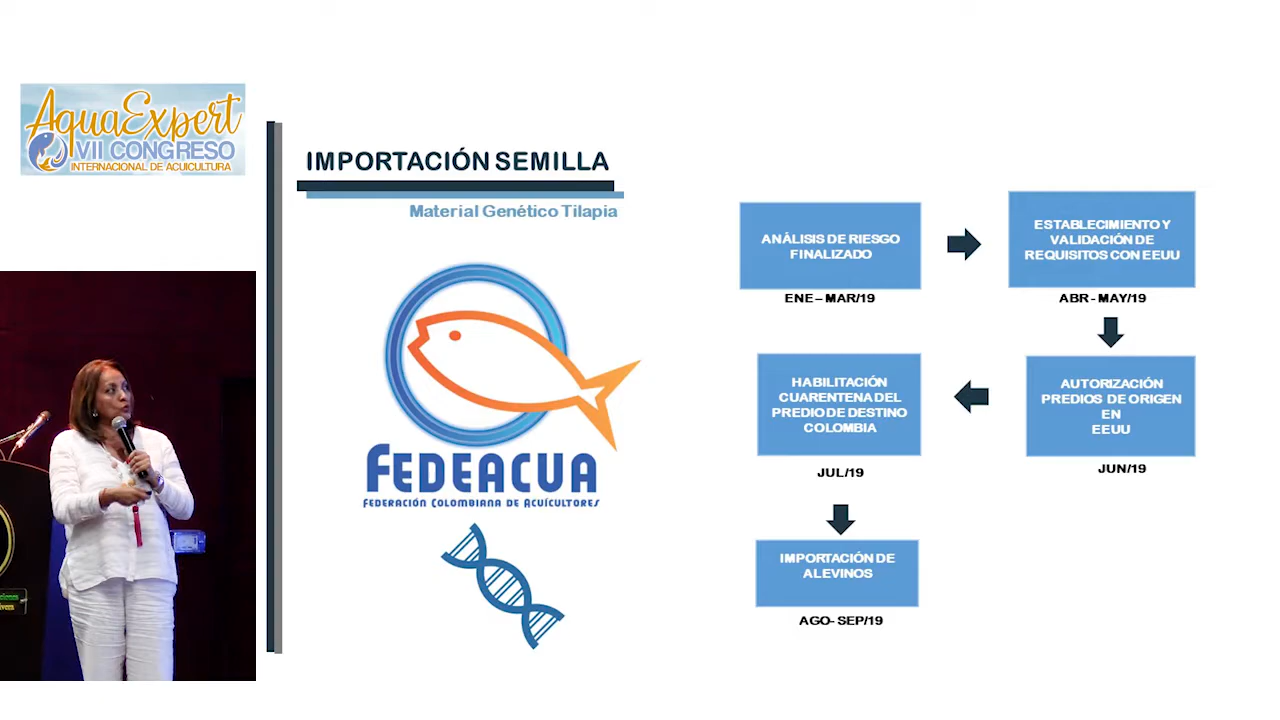 AquaExpert
VII CONGRESO
INTERNACIONAL DE ACUICULTURA
IMPORTACIÓN SEMILLA
Material Genético Tilapia
FEDEACUA
FEDERACIÓN COLOMBIANA DE ACUÍCULTORES
ANÁLISIS DE RIESGO
FINALIZADO
ENE – MAR/19
ESTABLECIMIENTO Y
VALIDACIÓN DE
REQUISITOS CON EEUU
ABR - MAY/19
AUTORIZACIÓN
PREDIOS DE ORIGEN
EN
EEUU
JUN/19
HABILITACIÓN
CUARENTENA DEL
PREDIO DE DESTINO
COLOMBIA
JUL/19
IMPORTACIÓN DE
ALEVINOS
AGO- SEP/19